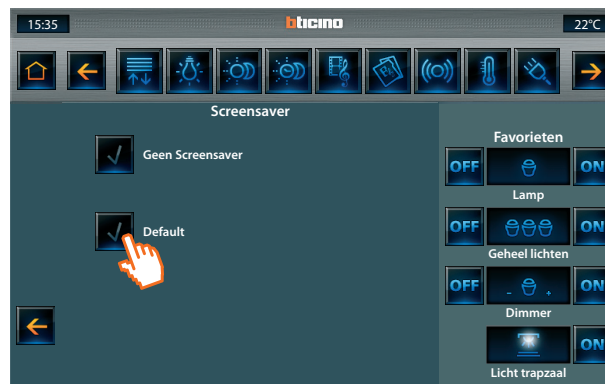 15:35
bticino
22°C
Screensaver
Geen Screensaver
Default
Favorieten
OFF
ON
Lamp
OFF
ON
Geheel lichten
OFF
- +
ON
Dimmer
ON
Licht trapzaal